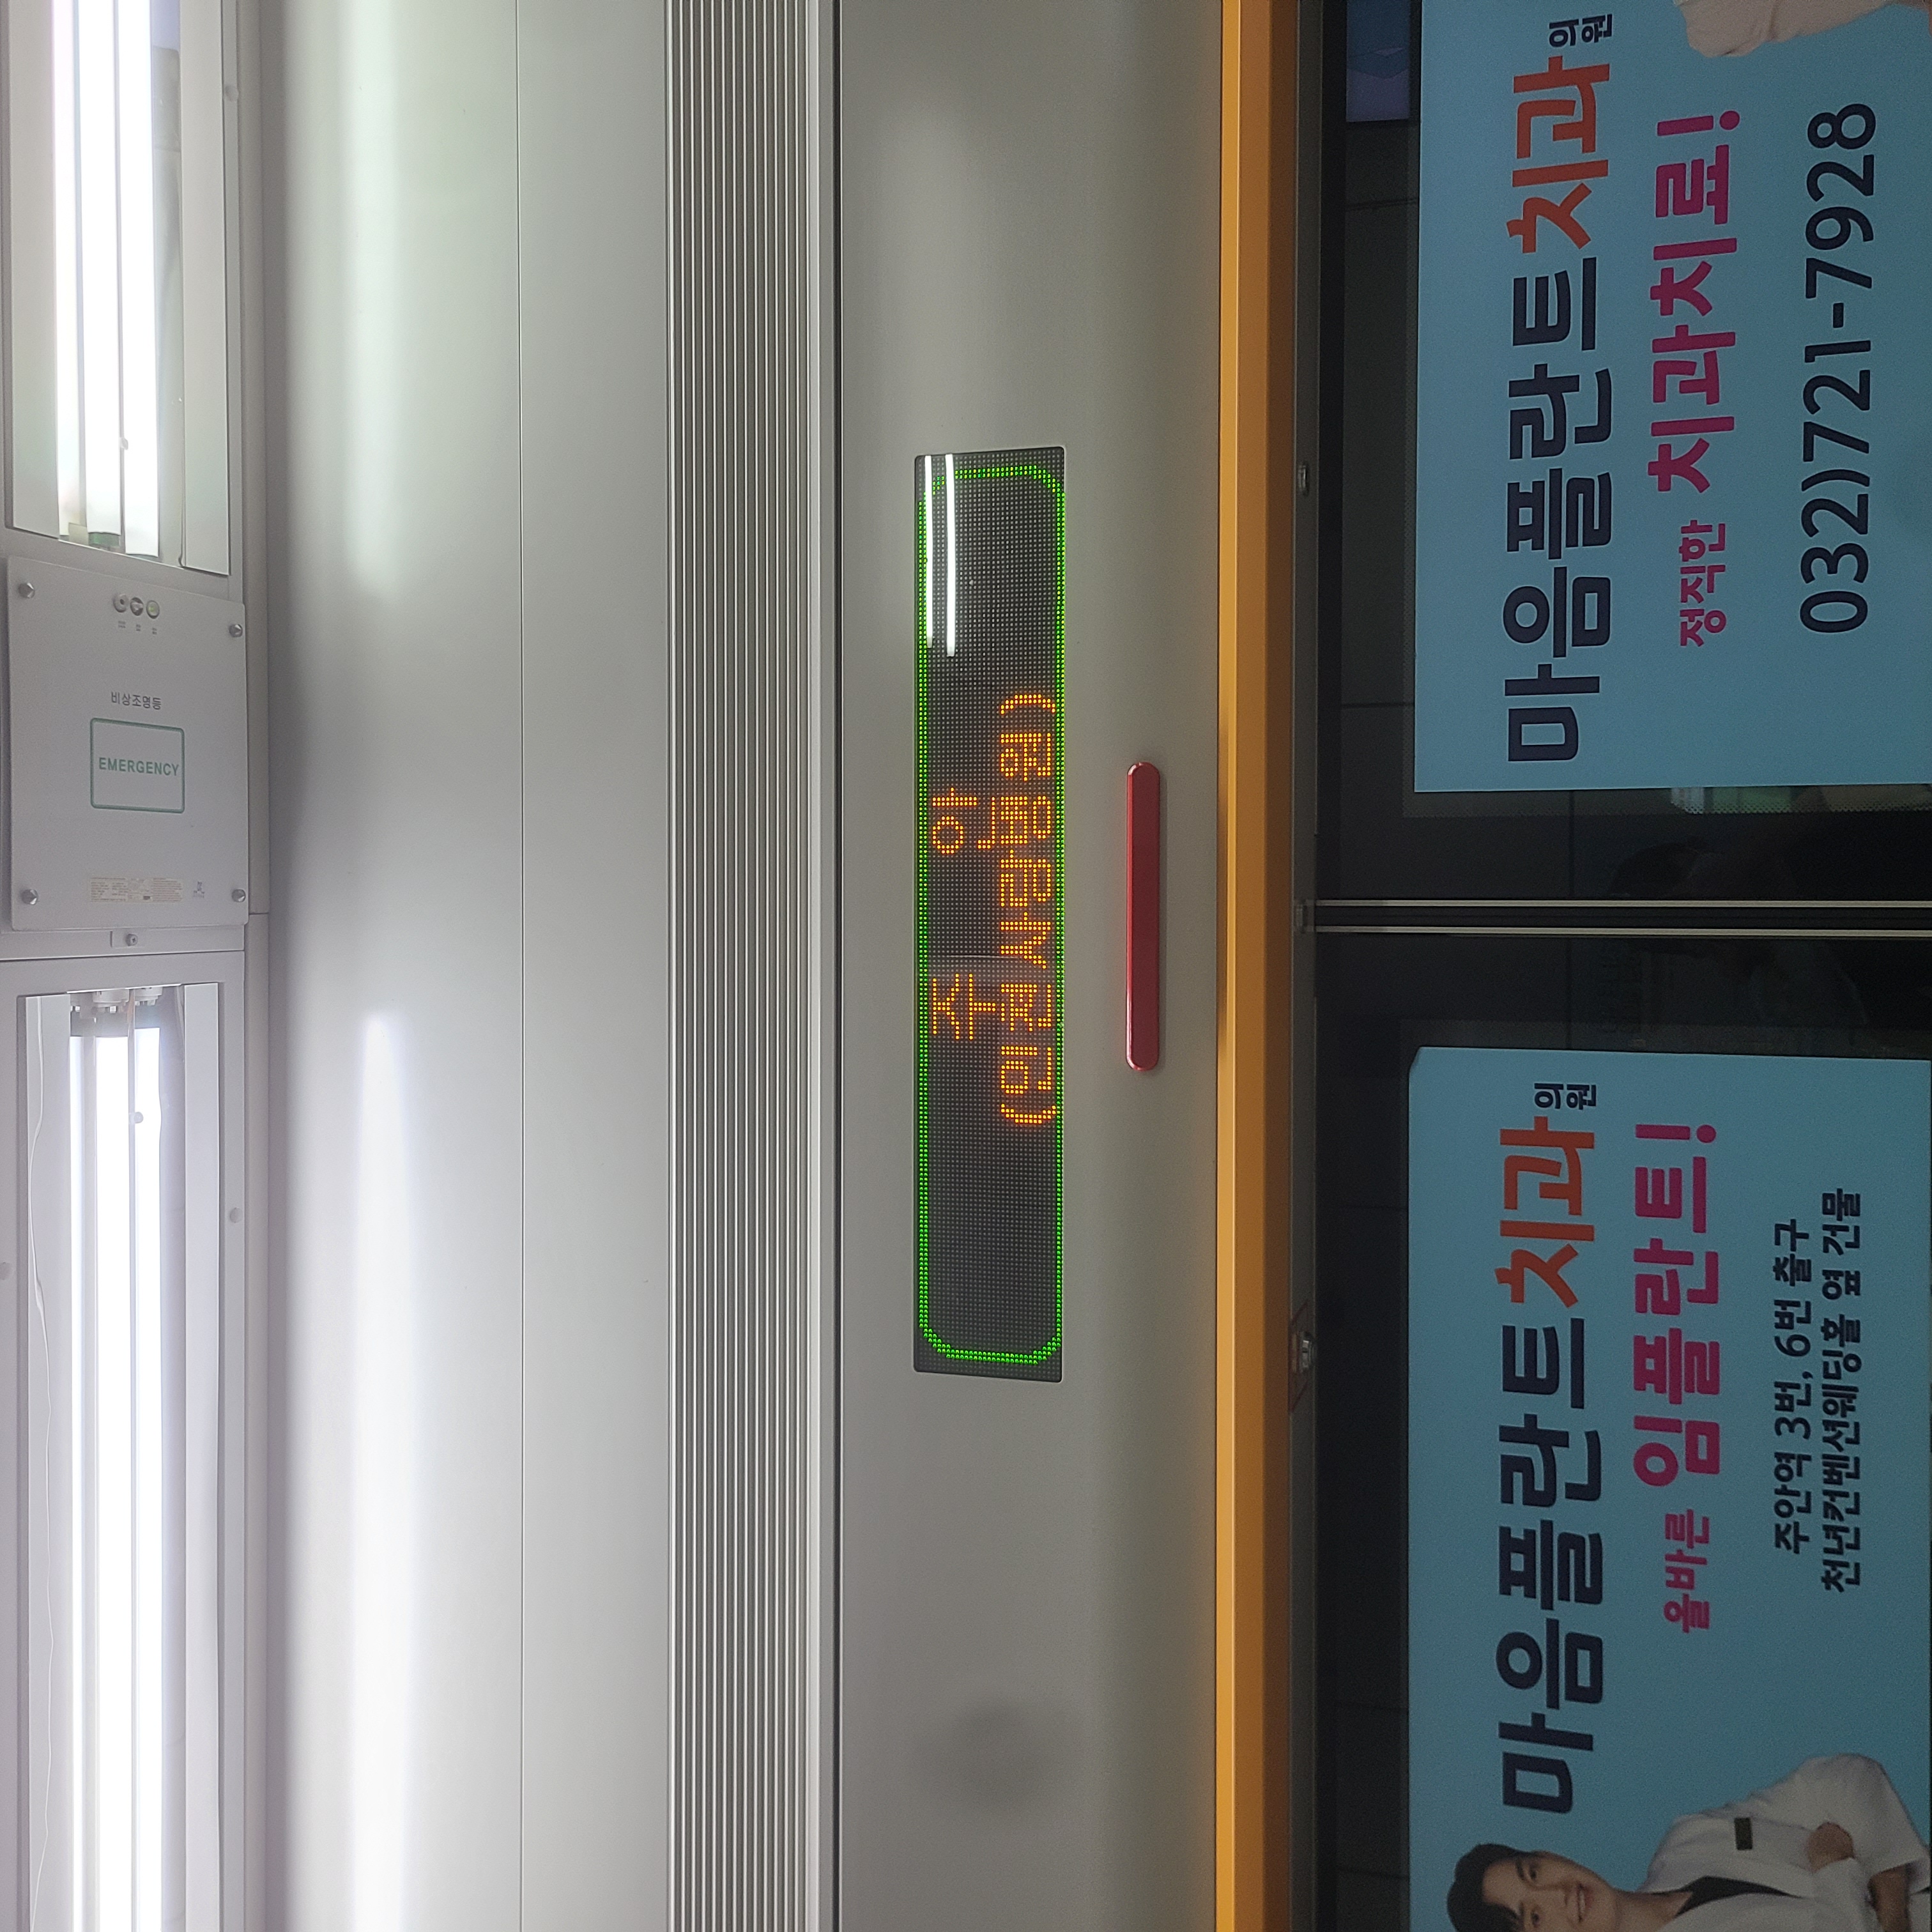 비상조명등
EMERGENCY
주 안
(인천사랑병원)
마음플란트치과의원
올바른 임플란트!
주안역 3번, 6번 출구
천년컨벤션웨딩홀 옆 건물
마음플란트치과의원
정직한 치과치료!
032)721-7928